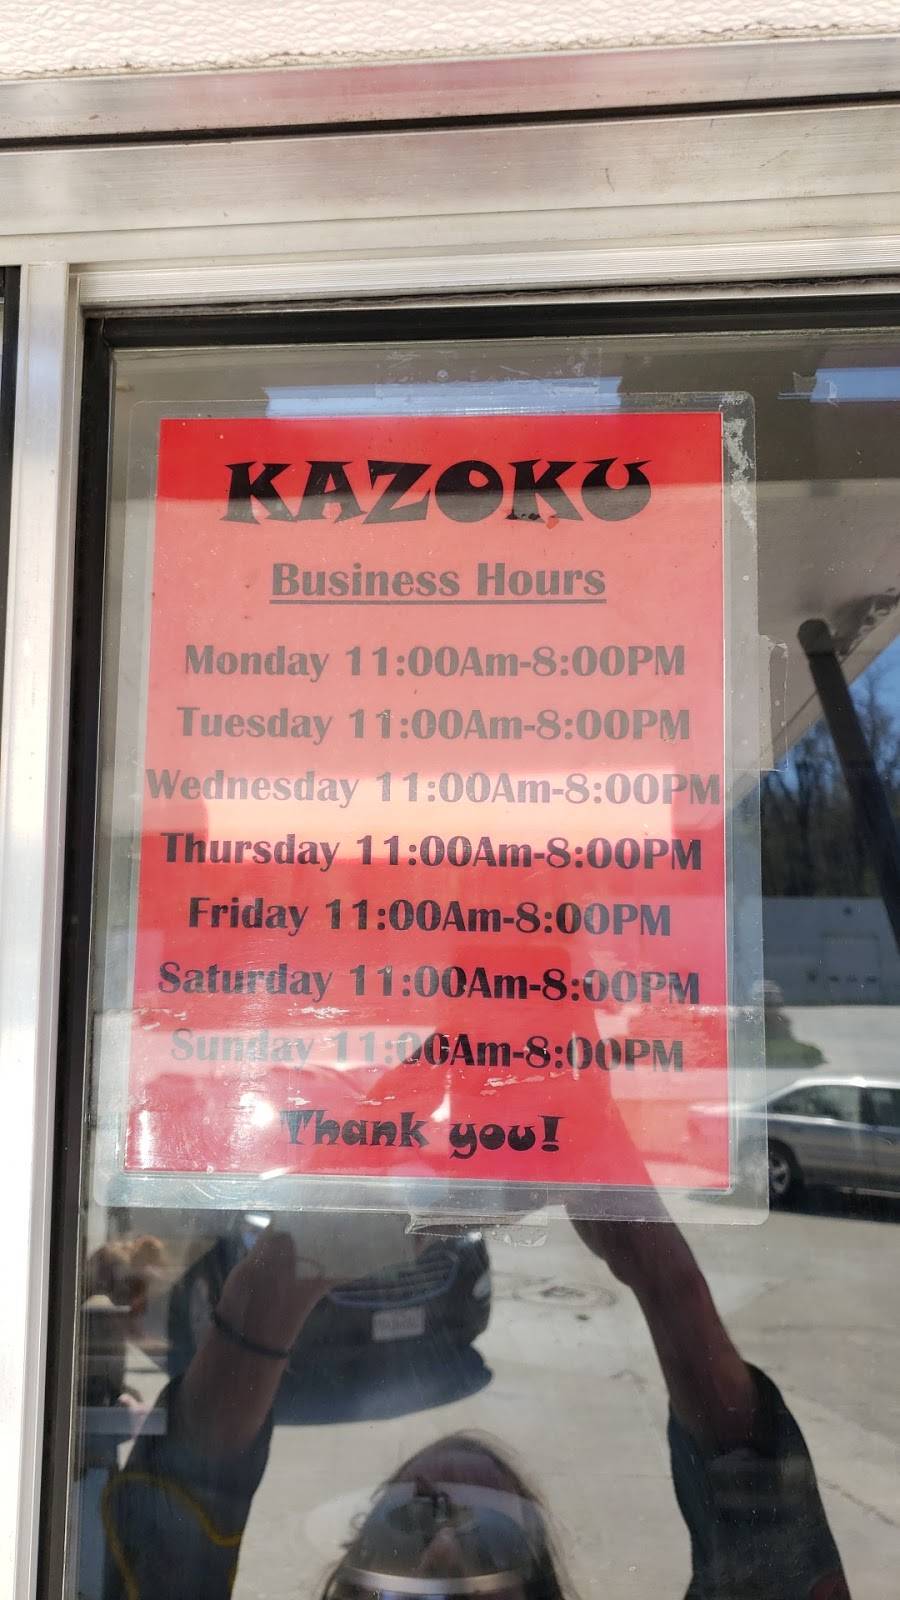 KAZOKU
Business Hours
Monday 11:00Am-8:00PM
Tuesday 11:00Am-8:00PM
Wednesday 11:00Am-8:00PM
Thursday 11:00Am-8:00PM
Friday 11:00Am-8:00PM
Saturday 11:00Am-8:00PM
Sunday 11:00Am-8:00PM
Thank you!